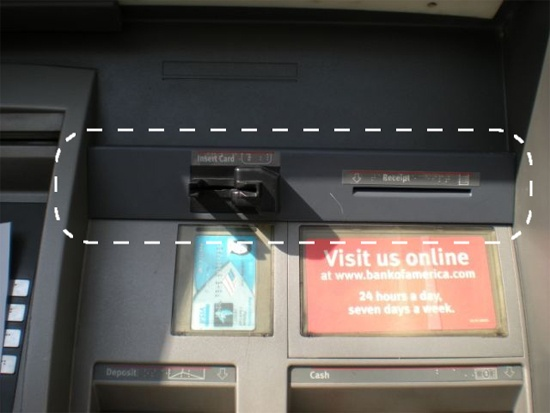 Insert Card
Receipt
Visit us online
at www.bankofamerica.com
24 hours a day,
seven days a week.
Deposit
Cash